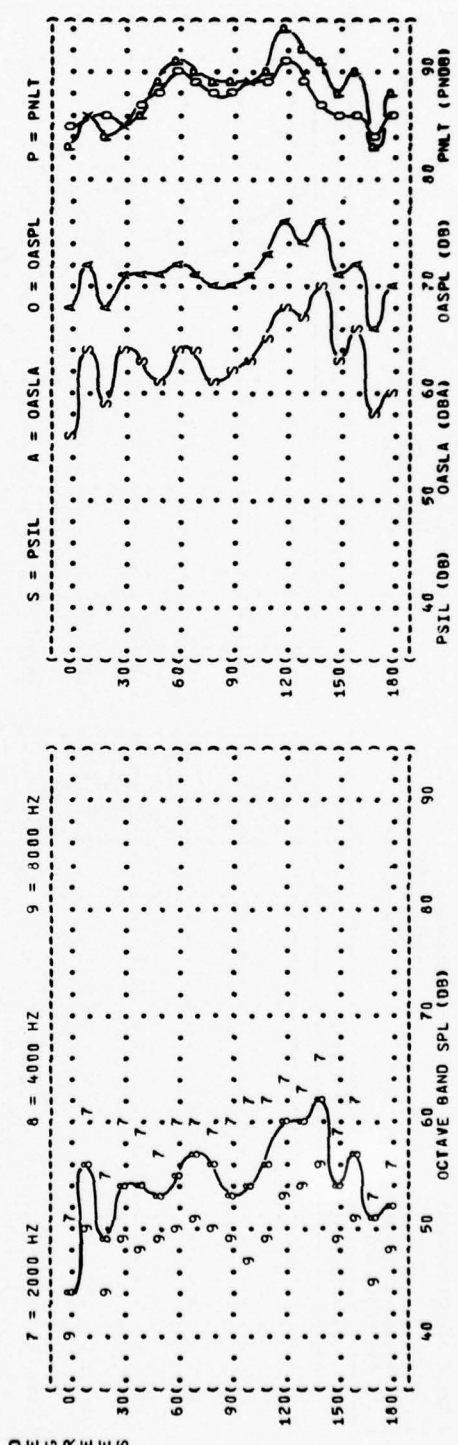 7 = 2000 HZ 8 = 4000 HZ 9 = 8000 HZ
DEGREES
0
30
60
90
120
150
180
40 50 60 70 80 90
OCTAVE BAND SPL (DB)
S = PSIL A = OASLA O = OASPL P = PNLT
0
30
60
90
120
150
180
40 50 60 70 80 90
PSIL (DB) OASLA (DBA) OASPL (DB) PNLT (PNDB)